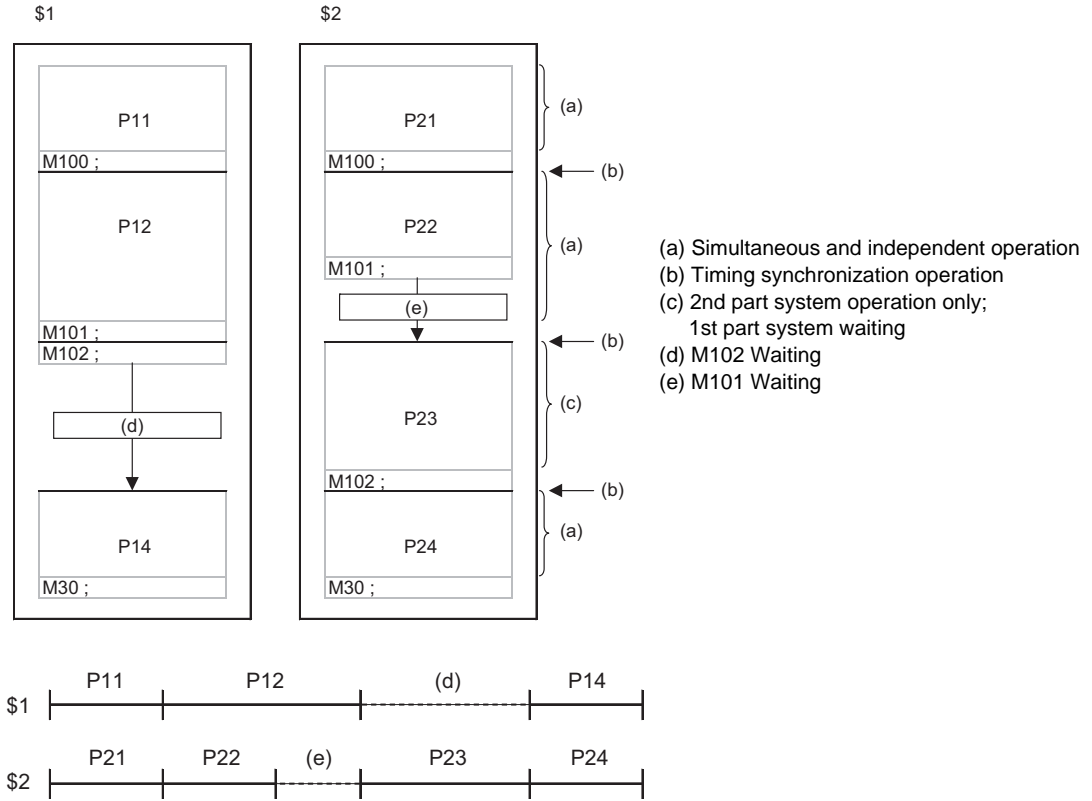 $1
$2
P11
M100 ;
P12
M101 ;
M102 ;
(d)
P14
M30 ;
P21
M100 ;
P22
M101 ;
(e)
P23
M102 ;
P24
M30 ;
(a)
(b)
(a)
(b)
(c)
(b)
(a)
(a) Simultaneous and independent operation
(b) Timing synchronization operation
(c) 2nd part system operation only;
1st part system waiting
(d) M102 Waiting
(e) M101 Waiting
P11 P12 (d) P14
$1
P21 P22 (e) P23 P24
$2